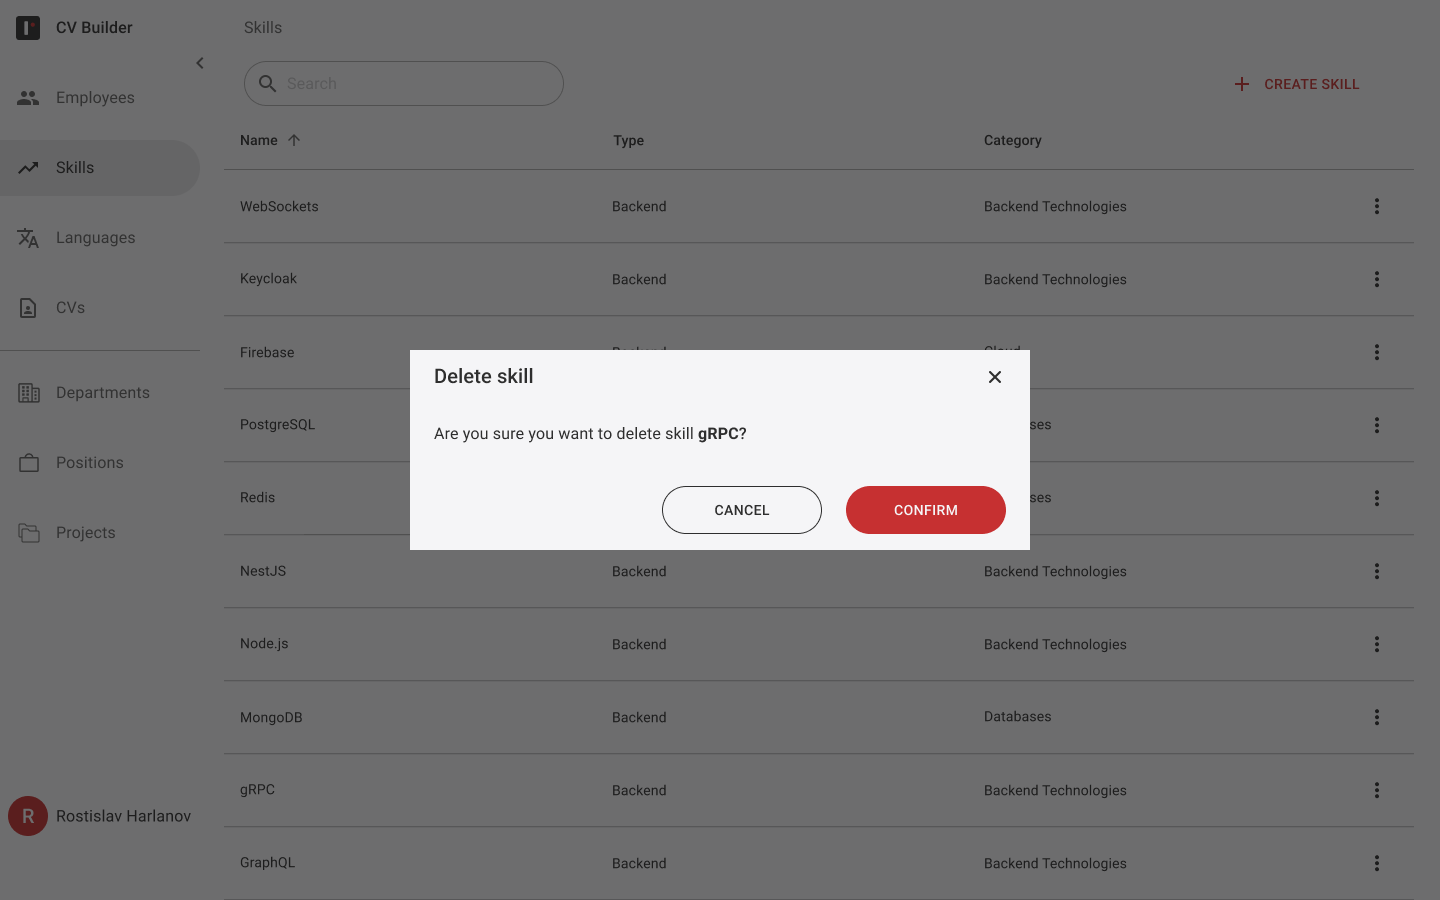 CV Builder
Skills
Employees
Search
CREATE SKILL
Name Type Category
Skills
WebSockets Backend Backend Technologies
Languages
Keycloak Backend Backend Technologies
CVs
Firebase Backend Cloud
Delete skill
Departments
PostgreSQL
Are you sure you want to delete skill gRPC?
Positions
Redis
CANCEL CONFIRM
Projects
NestJS Backend Backend Technologies
Node.js Backend Backend Technologies
MongoDB Backend Databases
gRPC Backend Backend Technologies
R Rostislav Harlanov
GraphQL Backend Backend Technologies